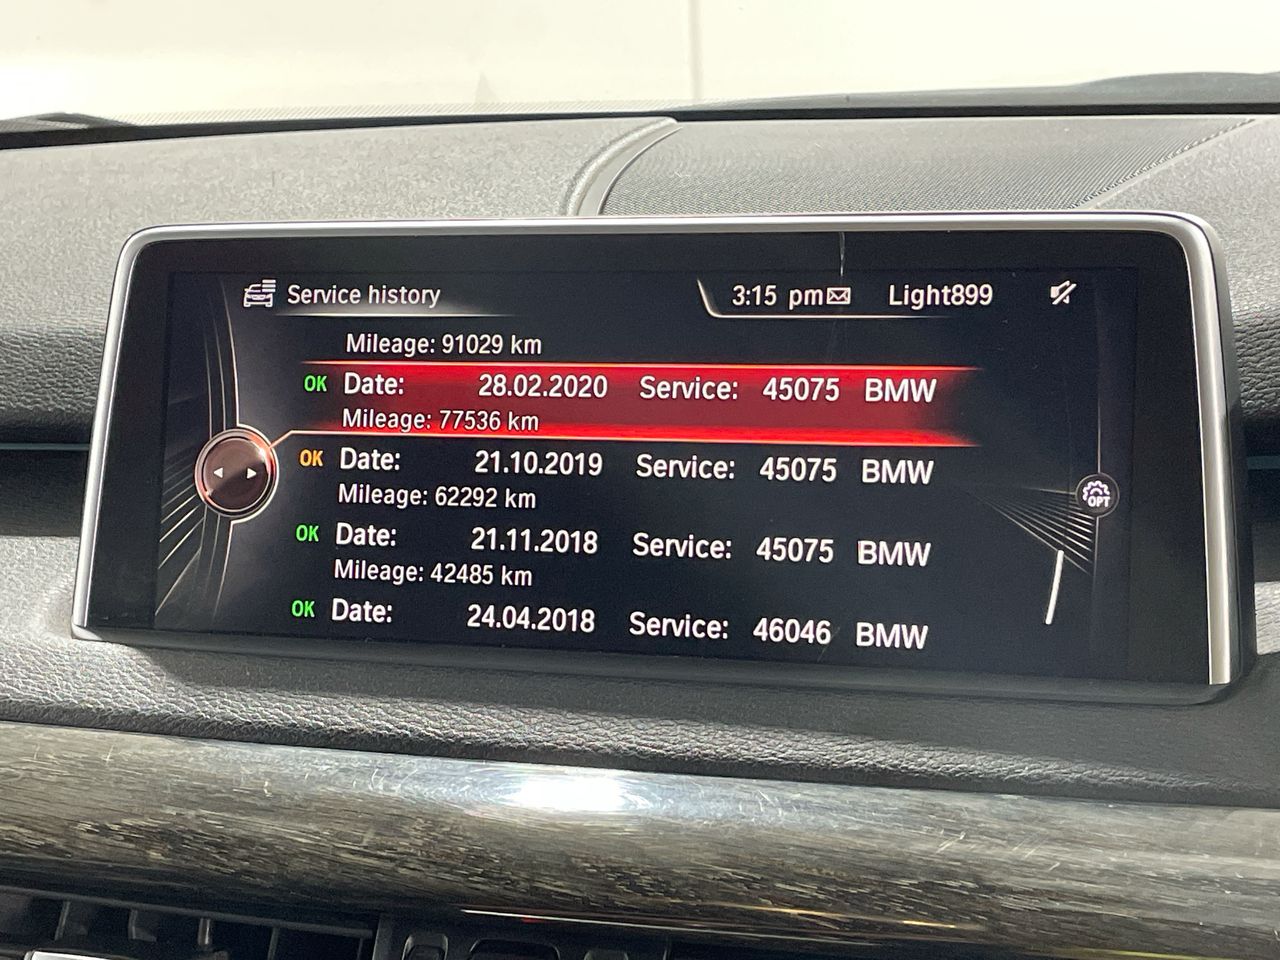 Service history 3:15 pm Light899
Mileage: 91029 km
OK Date: 28.02.2020 Service: 45075 BMW
Mileage: 77536 km
OK Date: 21.10.2019 Service: 45075 BMW
Mileage: 62292 km
OK Date: 21.11.2018 Service: 45075 BMW
Mileage: 42485 km
OK Date: 24.04.2018 Service: 46046 BMW
OPT